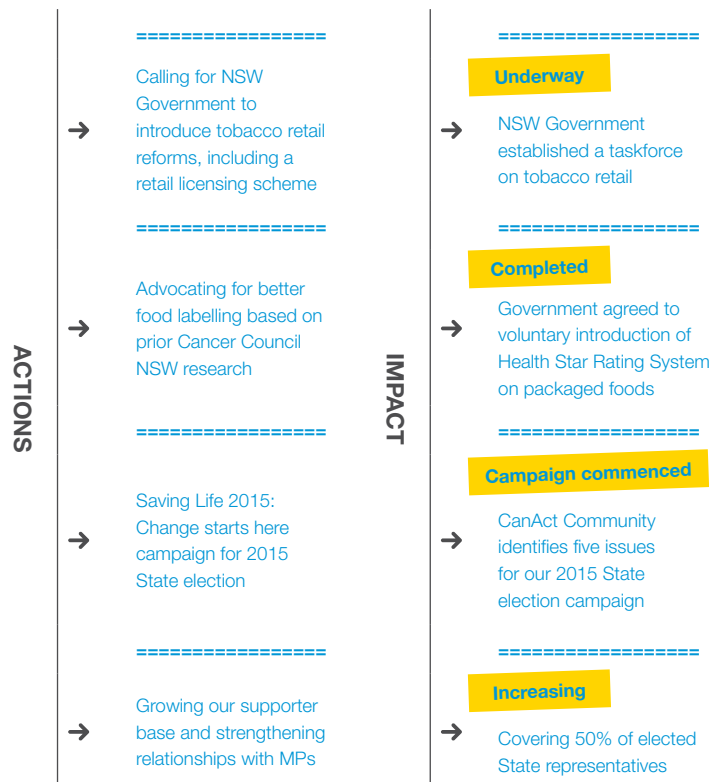 ACTIONS
Calling for NSW
Government to
introduce tobacco retail
reforms, including a
retail licensing scheme
Advocating for better
food labelling based on
prior Cancer Council
NSW research
Saving Life 2015:
Change starts here
campaign for 2015
State election
Growing our supporter
base and strengthening
relationships with MPs
IMPACT
Underway
NSW Government
established a taskforce
on tobacco retail
Completed
Government agreed to
voluntary introduction of
Health Star Rating System
on packaged foods
Campaign commenced
CanAct Community
identifies five issues
for our 2015 State
election campaign
Increasing
Covering 50% of elected
State representatives